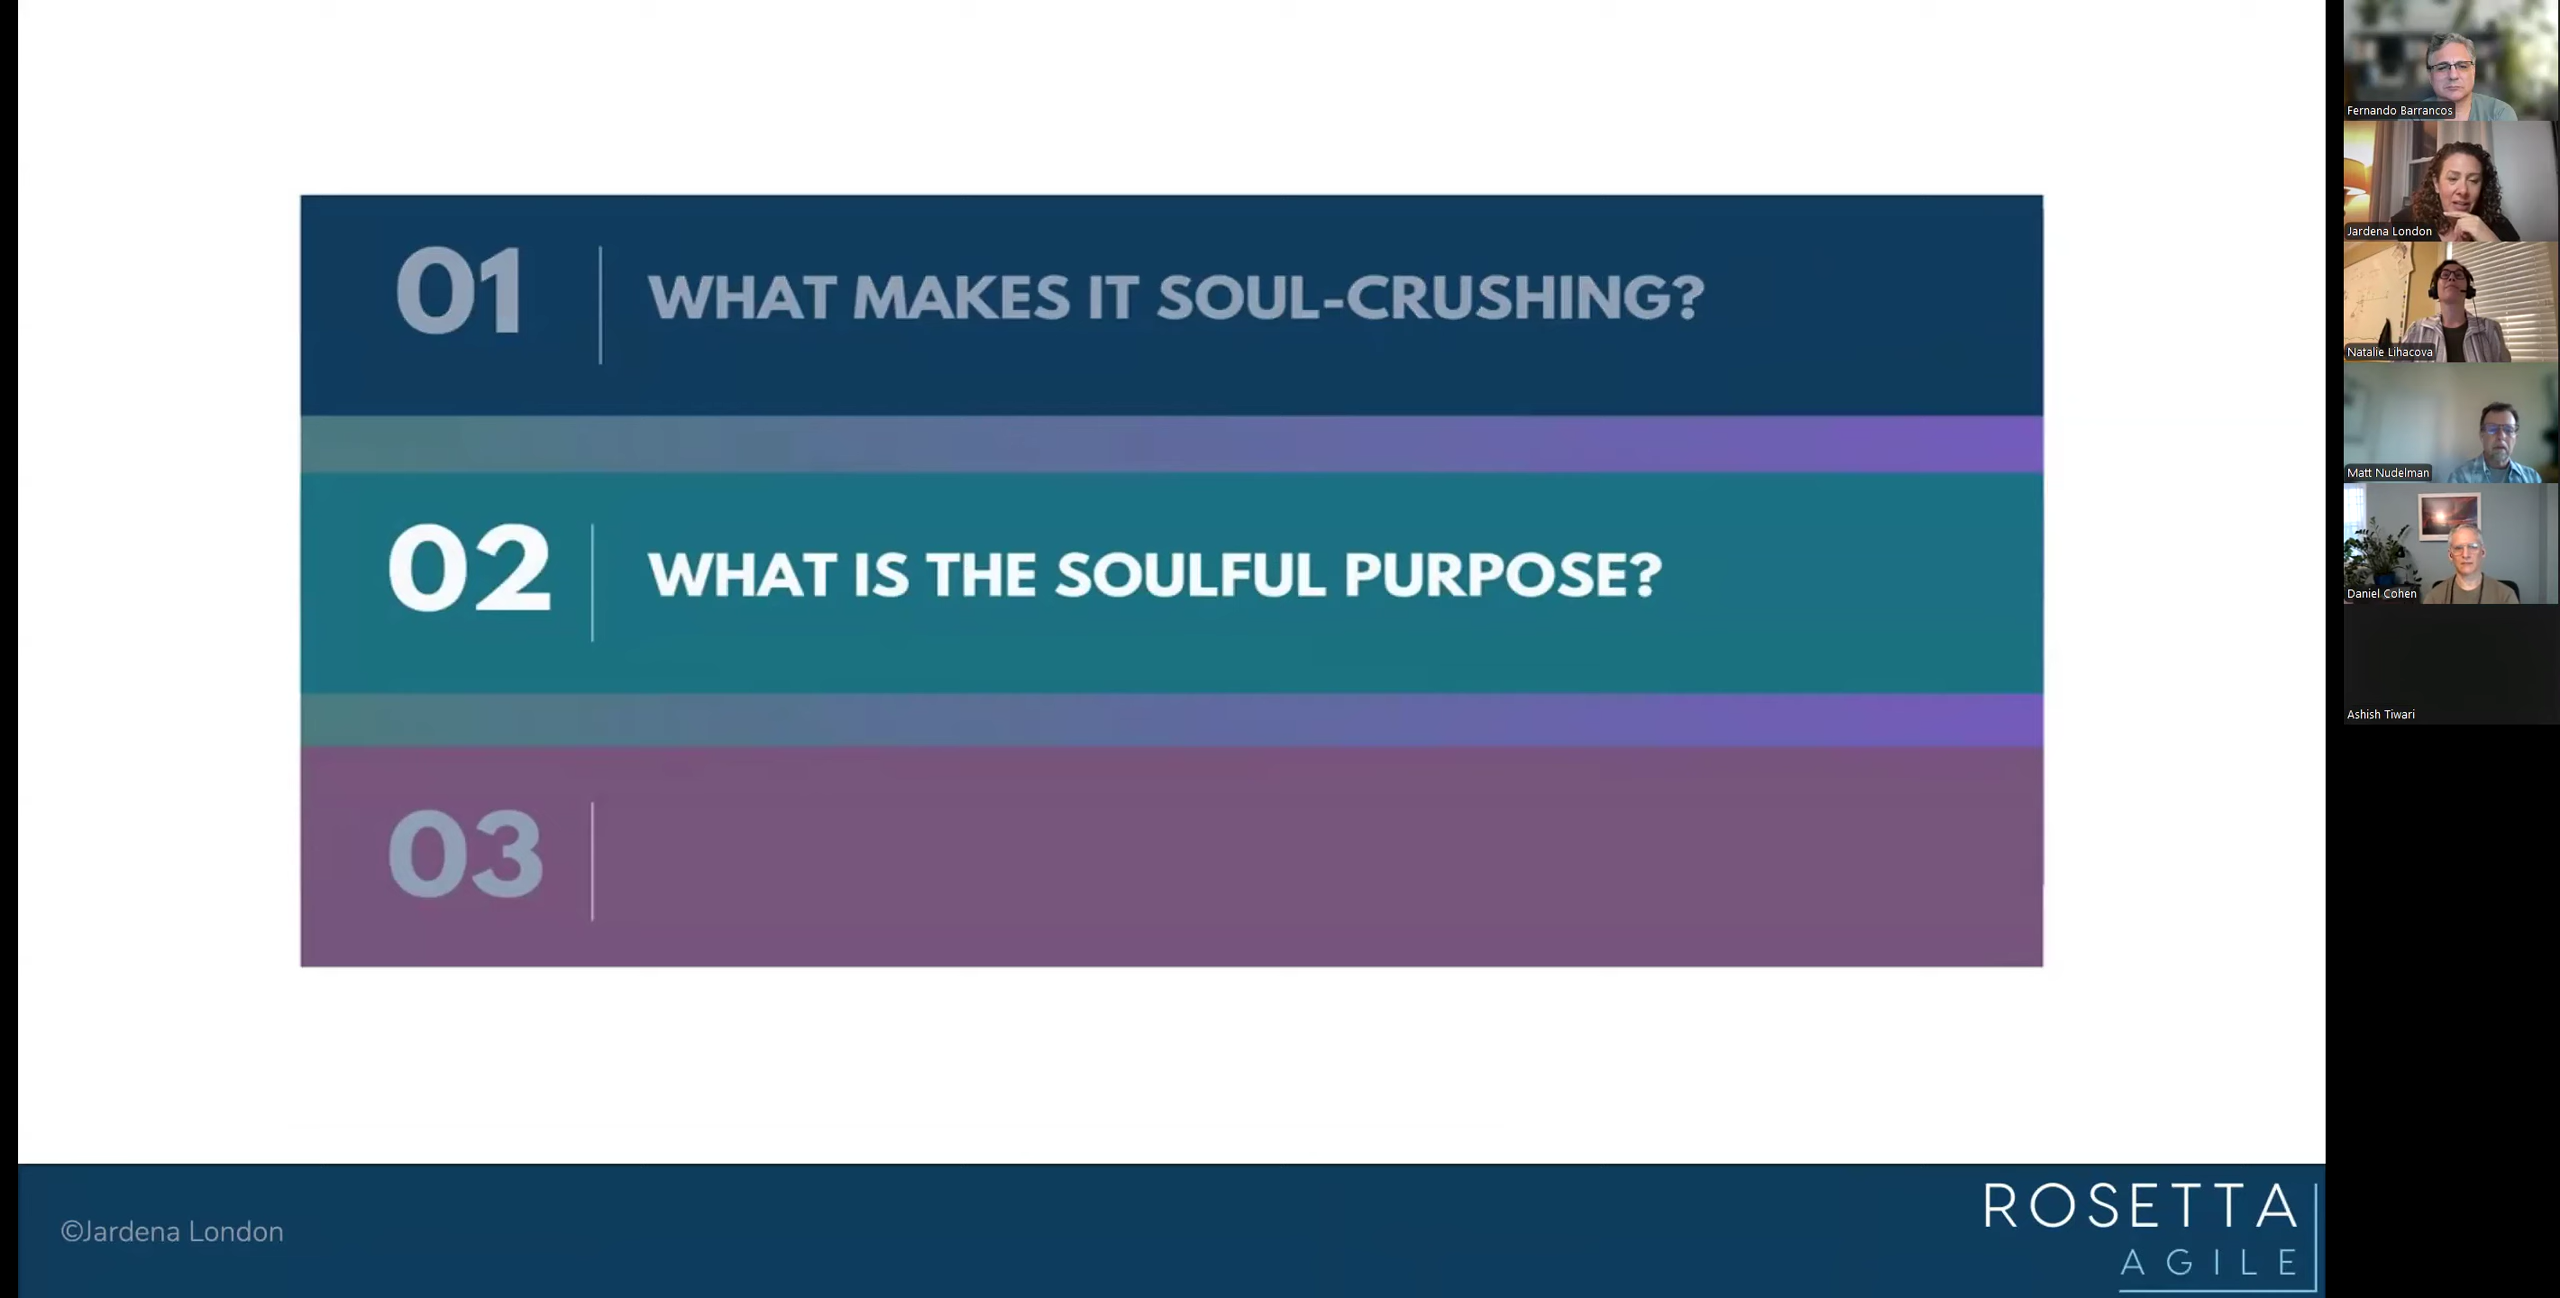 01
WHAT MAKES IT SOUL-CRUSHING?
02
WHAT IS THE SOULFUL PURPOSE?
03
©Jardena London
ROSETTA
AGILE
Fernando Barrancos
Jardena London
Natalie Lihacova
Matt Nudelman
Daniel Cohen
Ashish Tiwari